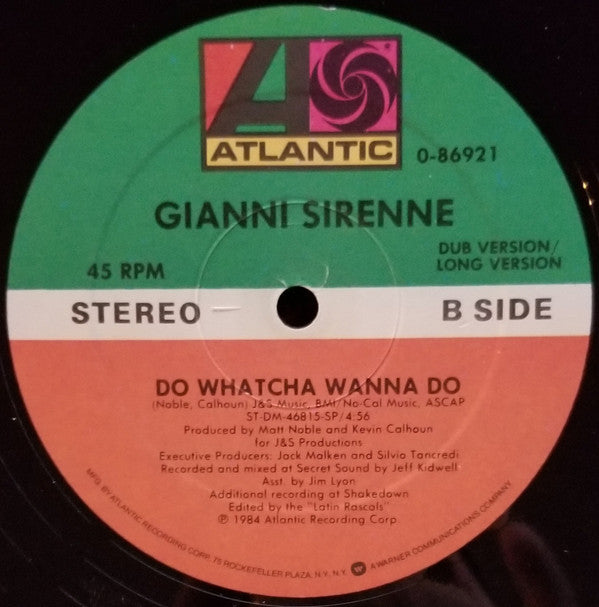 ATLANTIC
0-86921
GIANNI SIRENNE
DUB VERSION/
LONG VERSION
45 RPM
STEREO
B SIDE
DO WHATCHA WANNA DO
(Noble, Calhoun) J&S Music, BMI/No-Cal Music, ASCAP
ST-DM-46815-SP/4:56
Produced by Matt Noble and Kevin Calhoun
for J&S Productions
Executive Producers: Jack Malken and Silvio Tancredi
Recorded and mixed at Secret Sound by Jeff Kidwell
Asst. by Jim Lyon
Additional recording at Shakedown
Edited by the "Latin Rascals"
℗ 1984 Atlantic Recording Corp.
MFG. BY ATLANTIC RECORDING CORP. 75 ROCKEFELLER PLAZA, N.Y. N.Y. A WARNER COMMUNICATIONS COMPANY